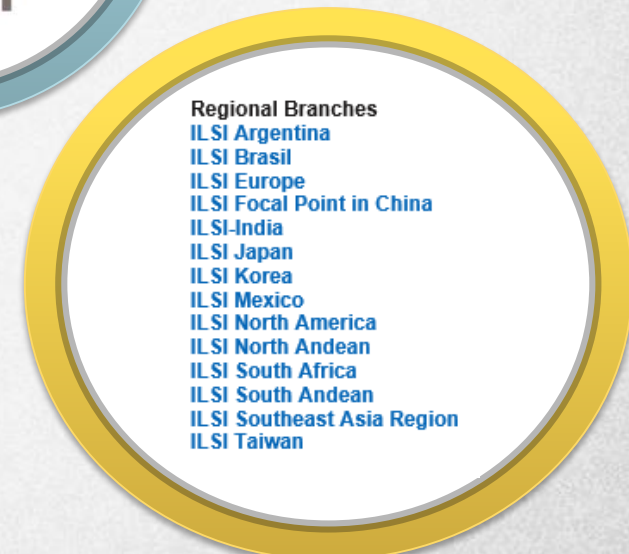 Regional Branches
ILSI Argentina
ILSI Brasil
ILSI Europe
ILSI Focal Point in China
ILSI-India
ILSI Japan
ILSI Korea
ILSI Mexico
ILSI North America
ILSI North Andean
ILSI South Africa
ILSI South Andean
ILSI Southeast Asia Region
ILSI Taiwan